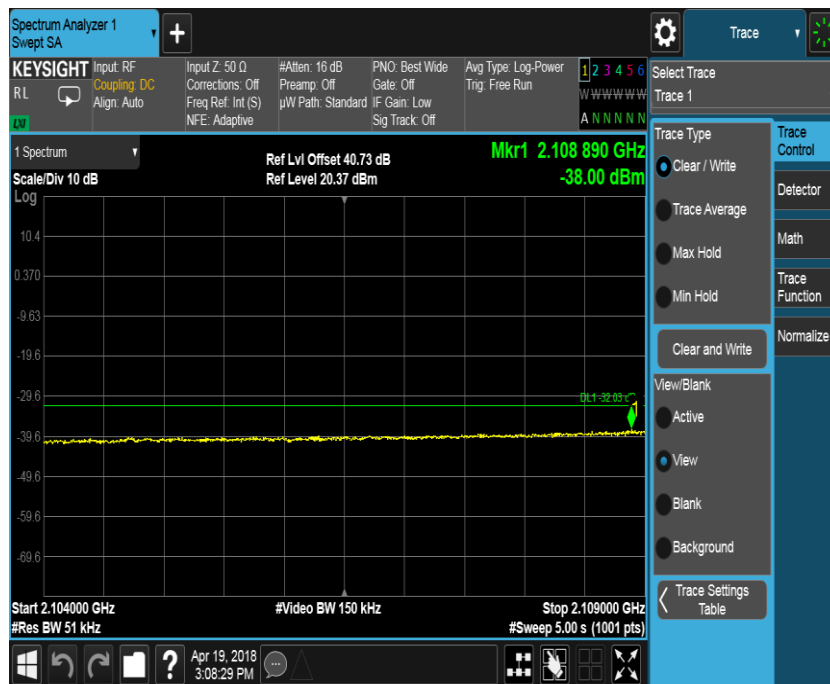 Spectrum Analyzer 1
Swept SA
Trace
KEYSIGHT
RL
LXI
Input: RF
Coupling: DC
Align: Auto
Input Z: 50 Ω
Corrections: Off
Freq Ref: Int (S)
NFE: Adaptive
#Atten: 16 dB
Preamp: Off
µW Path: Standard
PNO: Best Wide
Gate: Off
IF Gain: Low
Sig Track: Off
Avg Type: Log-Power
Trig: Free Run
1 2 3 4 5 6
W W W W W W
A N N N N N
Select Trace
Trace 1
1 Spectrum
Scale/Div 10 dB
Log
Ref Lvl Offset 40.73 dB
Ref Level 20.37 dBm
Mkr1 2.108 890 GHz
-38.00 dBm
10.4
0.370
-9.63
-19.6
-29.6
-39.6
-49.6
-59.6
-69.6
DL1 -32.03
1
Start 2.104000 GHz
#Res BW 51 kHz
#Video BW 150 kHz
Stop 2.109000 GHz
#Sweep 5.00 s (1001 pts)
Trace Type
Clear / Write
Trace Average
Max Hold
Min Hold
Clear and Write
View/Blank
Active
View
Blank
Background
Trace Settings
Table
Trace
Control
Detector
Math
Trace
Function
Normalize
?
Apr 19, 2018
3:08:29 PM